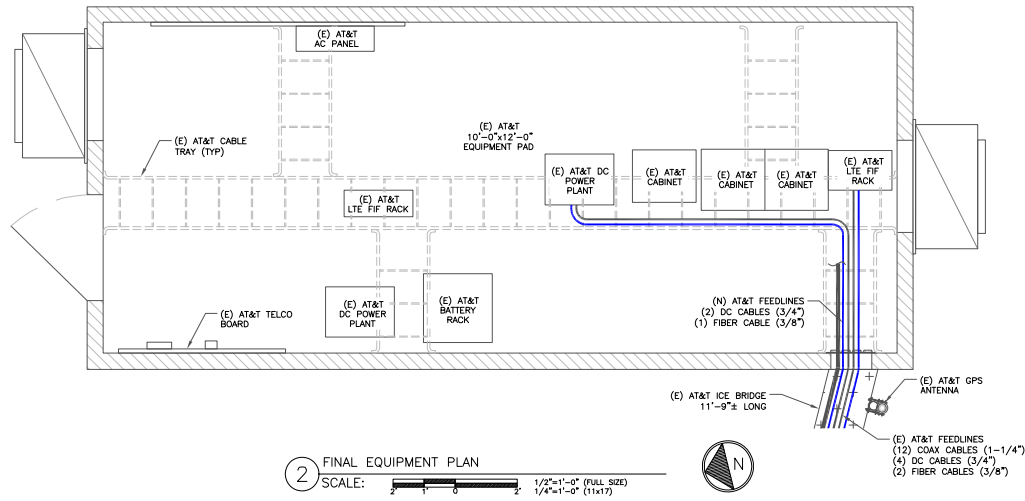 (E) AT&T
AC PANEL
(E) AT&T CABLE
TRAY (TYP)
(E) AT&T
10'-0"x12'-0"
EQUIPMENT PAD
(E) AT&T DC
POWER
PLANT
(E) AT&T
CABINET
(E) AT&T
CABINET
(E) AT&T
CABINET
(E) AT&T
LTE FIF
RACK
(E) AT&T
LTE FIF RACK
(E) AT&T
DC POWER
PLANT
(E) AT&T
BATTERY
RACK
(E) AT&T TELCO
BOARD
(N) AT&T FEEDLINES
(2) DC CABLES (3/4")
(1) FIBER CABLE (3/8")
(E) AT&T ICE BRIDGE
11'-9"± LONG
(E) AT&T GPS
ANTENNA
(E) AT&T FEEDLINES
(12) COAX CABLES (1-1/4")
(4) DC CABLES (3/4")
(2) FIBER CABLES (3/8")
2
FINAL EQUIPMENT PLAN
SCALE:
2' 1' 0 2'
1/2"=1'-0" (FULL SIZE)
1/4"=1'-0" (11x17)
N